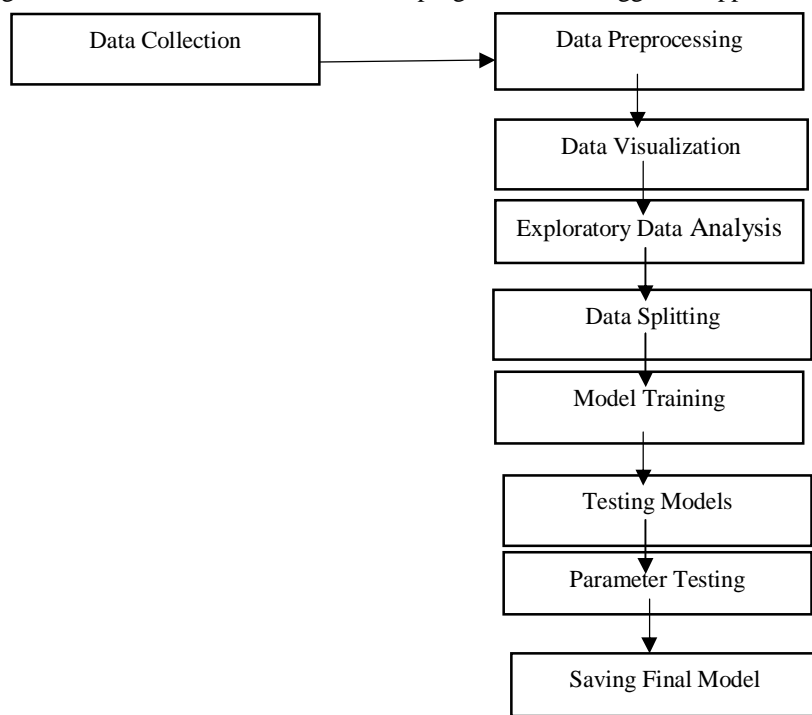 Data Collection
Data Preprocessing
Data Visualization
Exploratory Data Analysis
Data Splitting
Model Training
Testing Models
Parameter Testing
Saving Final Model